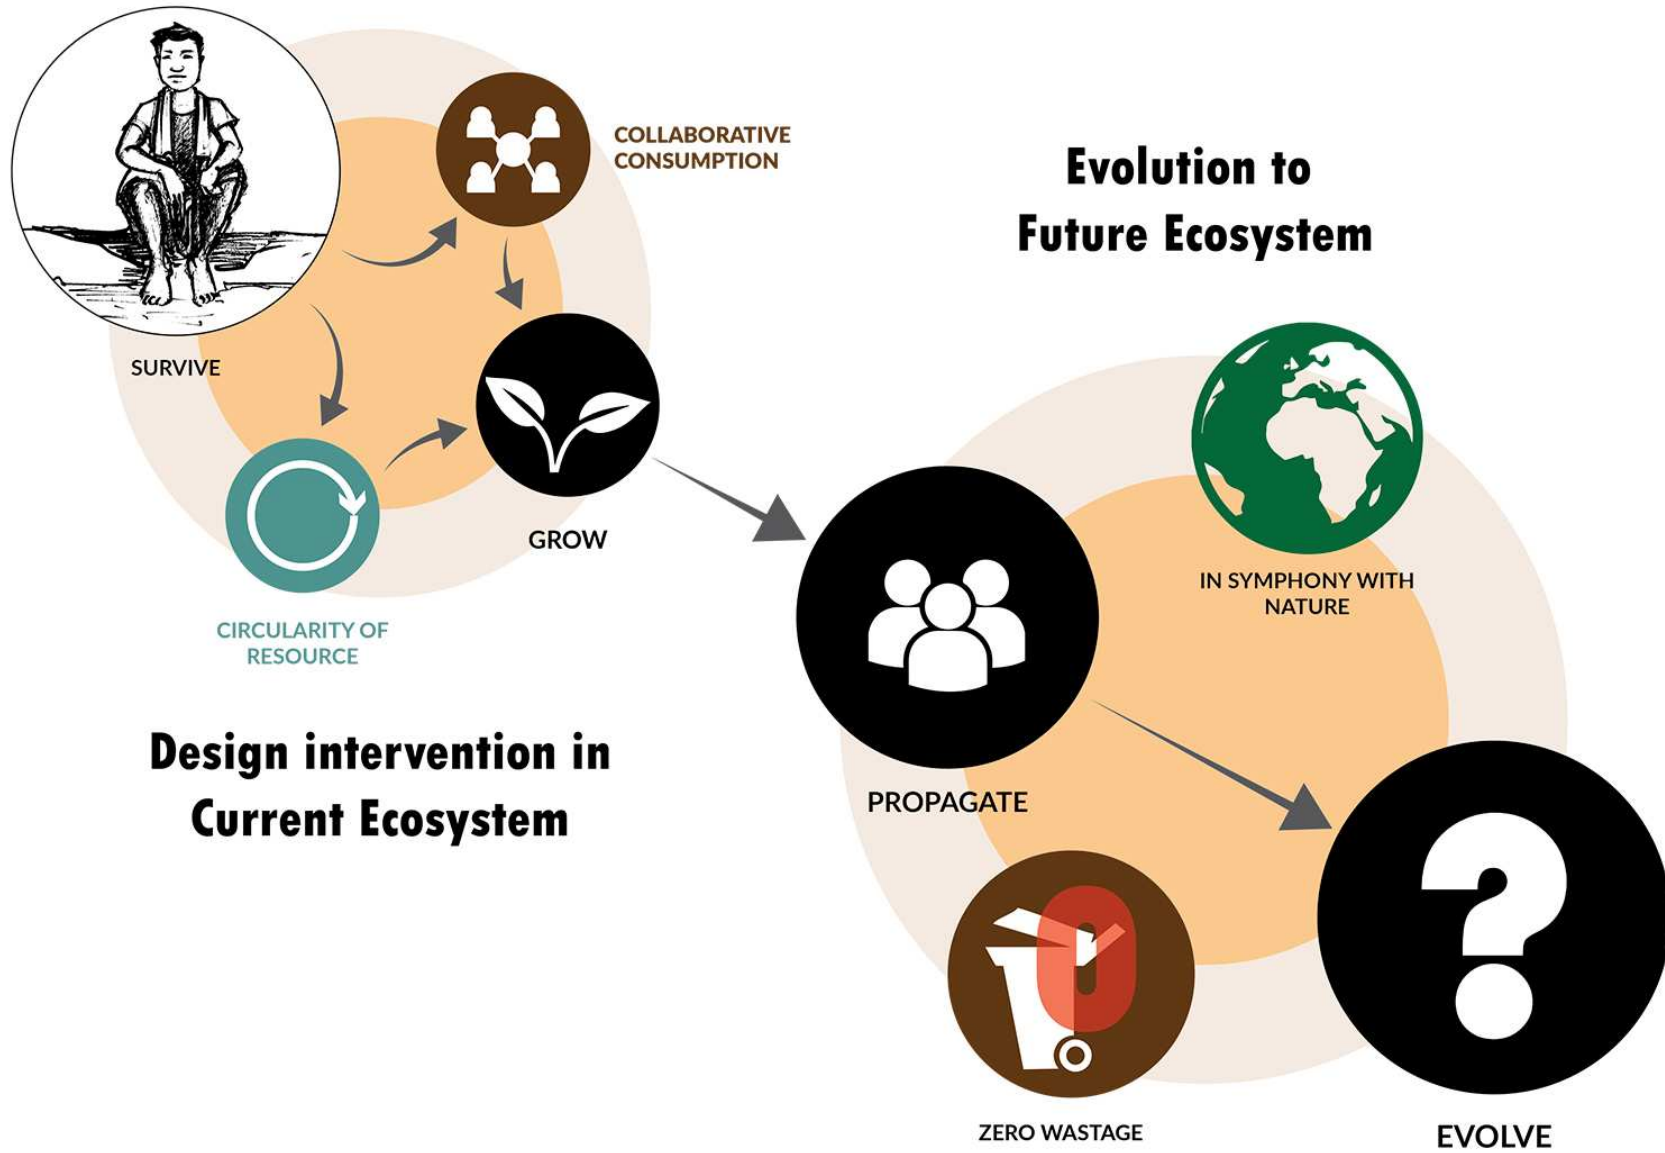 COLLABORATIVE
CONSUMPTION
SURVIVE
GROW
CIRCULARITY OF
RESOURCE
Design intervention in
Current Ecosystem
Evolution to
Future Ecosystem
IN SYMPHONY WITH
NATURE
PROPAGATE
ZERO WASTAGE
EVOLVE